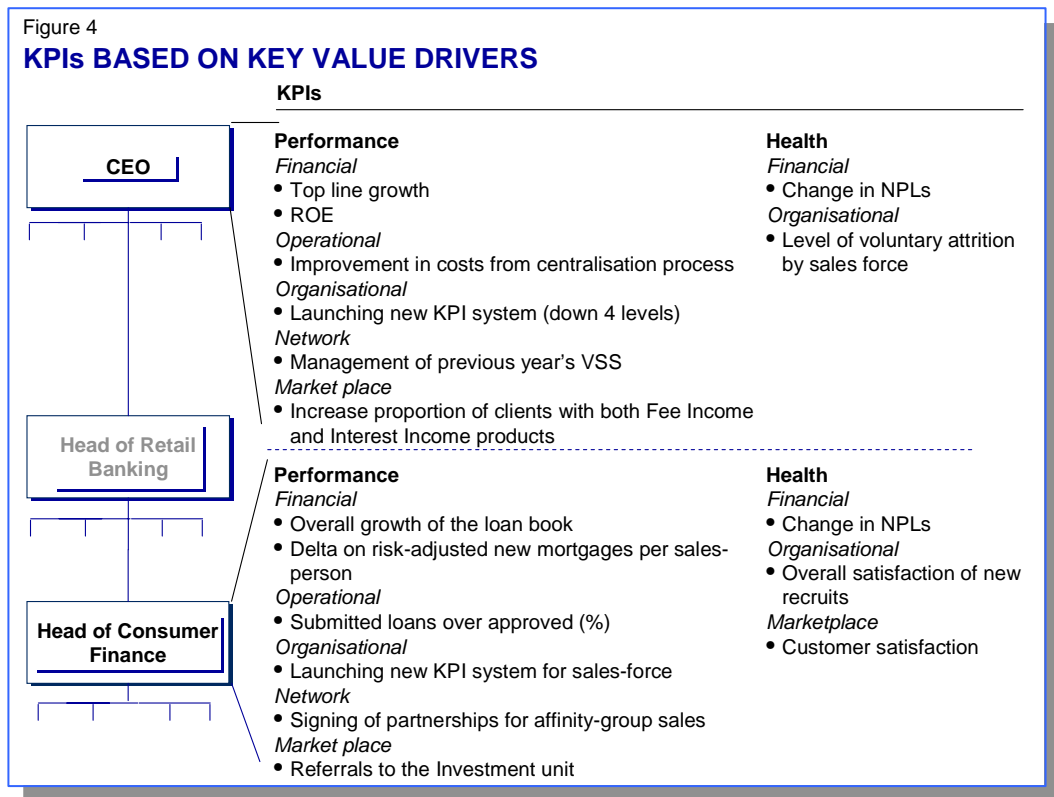 Figure 4
KPIs BASED ON KEY VALUE DRIVERS
KPIs
CEO
Performance
Financial
• Top line growth
• ROE
Operational
• Improvement in costs from centralisation process
Organisational
• Launching new KPI system (down 4 levels)
Network
• Management of previous year's VSS
Market place
• Increase proportion of clients with both Fee Income
and Interest Income products
Health
Financial
• Change in NPLs
Organisational
• Level of voluntary attrition
by sales force
Head of Retail
Banking
Head of Consumer
Finance
Performance
Financial
• Overall growth of the loan book
• Delta on risk-adjusted new mortgages per sales-
person
Operational
• Submitted loans over approved (%)
Organisational
• Launching new KPI system for sales-force
Network
• Signing of partnerships for affinity-group sales
Market place
• Referrals to the Investment unit
Health
Financial
• Change in NPLs
Organisational
• Overall satisfaction of new
recruits
Marketplace
• Customer satisfaction